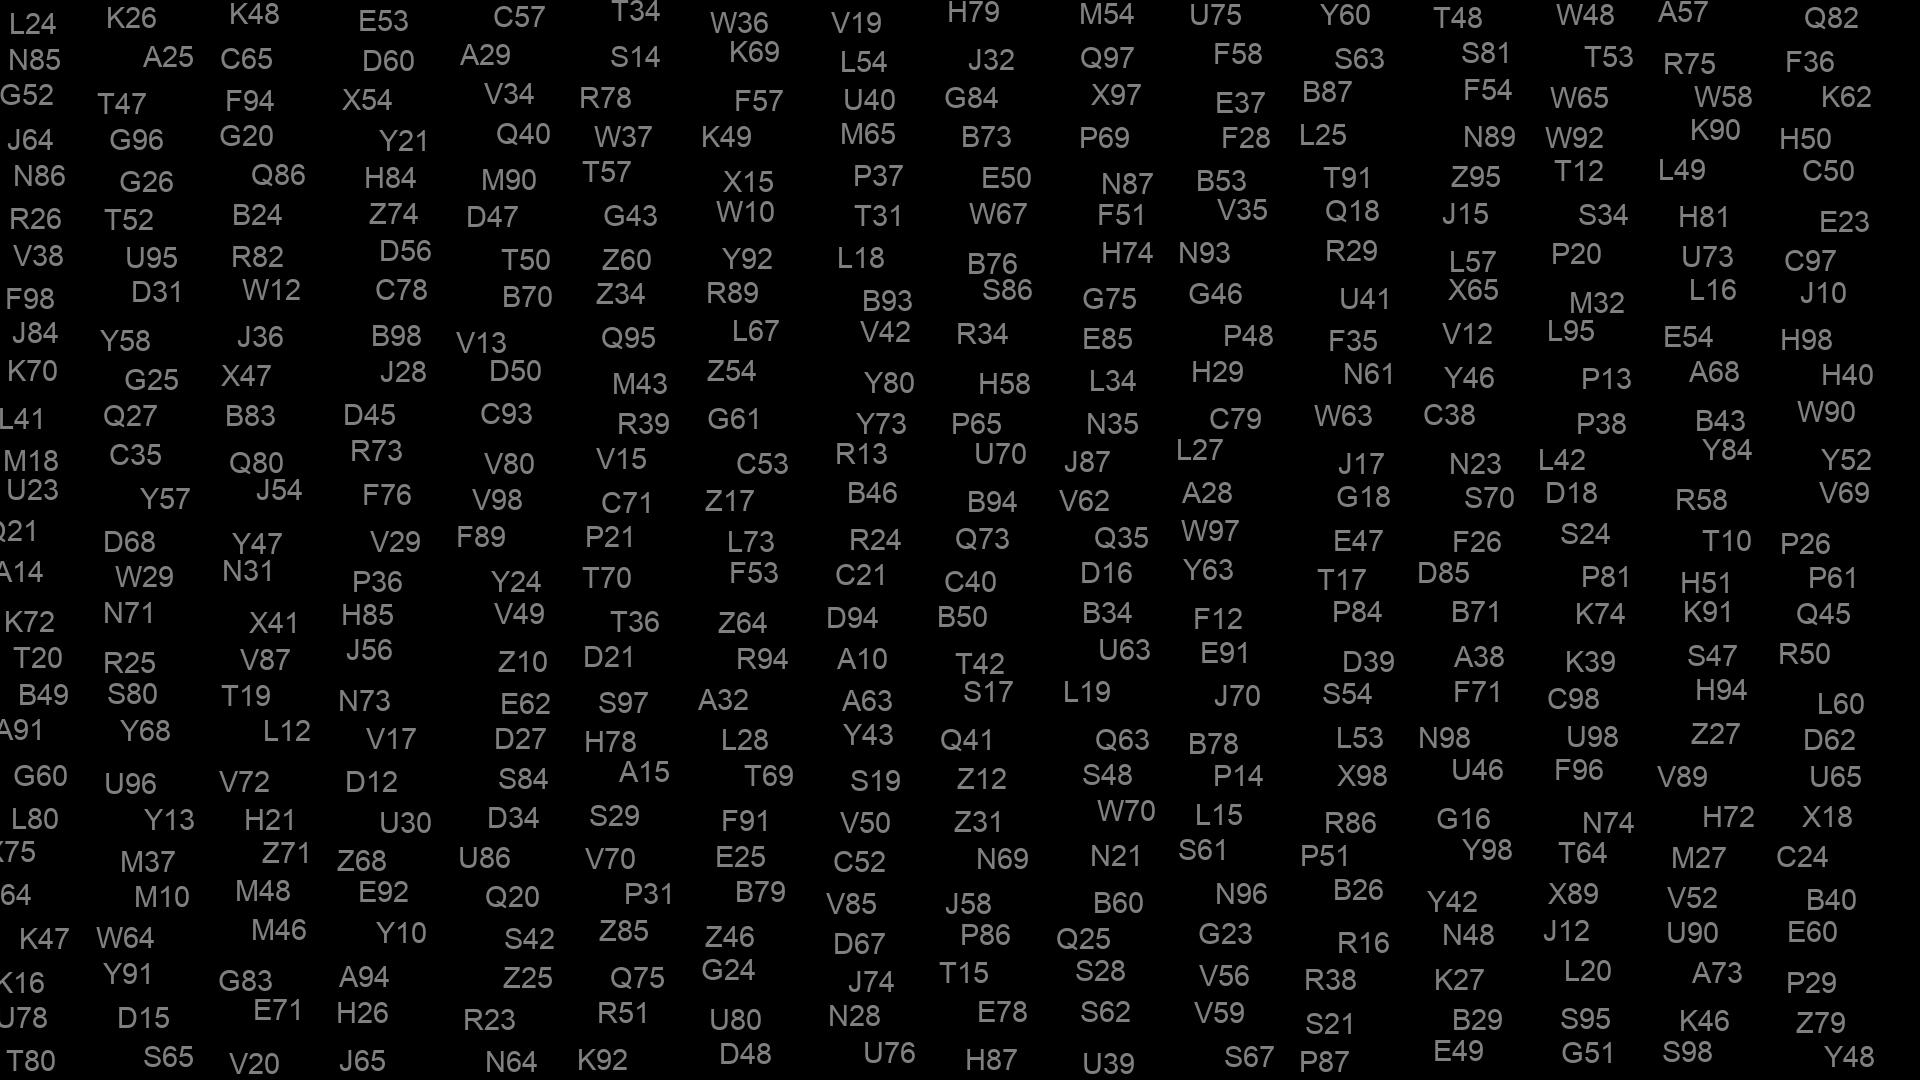 L24 K26 K48 E53 C57 T34 W36 V19 H79 M54 U75 Y60 T48 W48 A57 Q82
N85 A25 C65 D60 A29 S14 K69 L54 J32 Q97 F58 S63 S81 T53 R75 F36
G52 T47 F94 X54 V34 R78 F57 U40 G84 X97 E37 B87 F54 W65 W58 K62
J64 G96 G20 Y21 Q40 W37 K49 M65 B73 P69 F28 L25 N89 W92 K90 H50
N86 G26 Q86 H84 M90 T57 X15 P37 E50 N87 B53 T91 Z95 T12 L49 C50
R26 T52 B24 Z74 D47 G43 W10 T31 W67 F51 V35 Q18 J15 S34 H81 E23
V38 U95 R82 D56 T50 Z60 Y92 L18 B76 H74 N93 R29 L57 P20 U73 C97
F98 D31 W12 C78 B70 Z34 R89 B93 S86 G75 G46 U41 X65 M32 L16 J10
J84 Y58 J36 B98 V13 Q95 L67 V42 R34 E85 P48 F35 V12 L95 E54 H98
K70 G25 X47 J28 D50 M43 Z54 Y80 H58 L34 H29 N61 Y46 P13 A68 H40
L41 Q27 B83 D45 C93 R39 G61 Y73 P65 N35 C79 W63 C38 P38 B43 W90
M18 C35 Q80 R73 V80 V15 C53 R13 U70 J87 L27 J17 N23 L42 Y84 Y52
U23 Y57 J54 F76 V98 C71 Z17 B46 B94 V62 A28 G18 S70 D18 R58 V69
Q21 D68 Y47 V29 F89 P21 L73 R24 Q73 Q35 W97 E47 F26 S24 T10 P26
A14 W29 N31 P36 Y24 T70 F53 C21 C40 D16 Y63 T17 D85 P81 H51 P61
K72 N71 X41 H85 V49 T36 Z64 D94 B50 B34 F12 P84 B71 K74 K91 Q45
T20 R25 V87 J56 Z10 D21 R94 A10 T42 U63 E91 D39 A38 K39 S47 R50
B49 S80 T19 N73 E62 S97 A32 A63 S17 L19 J70 S54 F71 C98 H94 L60
A91 Y68 L12 V17 D27 H78 L28 Y43 Q41 Q63 B78 L53 N98 U98 Z27 D62
G60 U96 V72 D12 S84 A15 T69 S19 Z12 S48 P14 X98 U46 F96 V89 U65
L80 Y13 H21 U30 D34 S29 F91 V50 Z31 W70 L15 R86 G16 N74 H72 X18
M37 Z71 Z68 U86 V70 E25 C52 N69 N21 S61 P51 Y98 T64 M27 C24
M10 M48 E92 Q20 P31 B79 V85 J58 B60 N96 B26 Y42 X89 V52 B40
K47 W64 M46 Y10 S42 Z85 Z46 D67 P86 Q25 G23 R16 N48 J12 U90 E60
K16 Y91 G83 A94 Z25 Q75 G24 J74 T15 S28 V56 R38 K27 L20 A73 P29
U78 D15 E71 H26 R23 R51 U80 N28 E78 S62 V59 S21 B29 S95 K46 Z79
T80 S65 V20 J65 N64 K92 D48 U76 H87 U39 S67 P87 E49 G51 S98 Y48